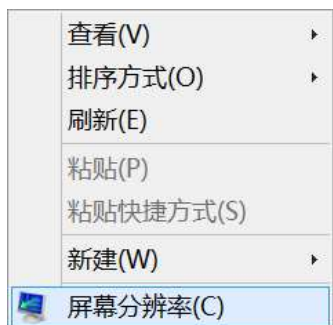 查看(V)
排序方式(O)
刷新(E)
粘贴(P)
粘贴快捷方式(S)
新建(W)
屏幕分辨率(C)